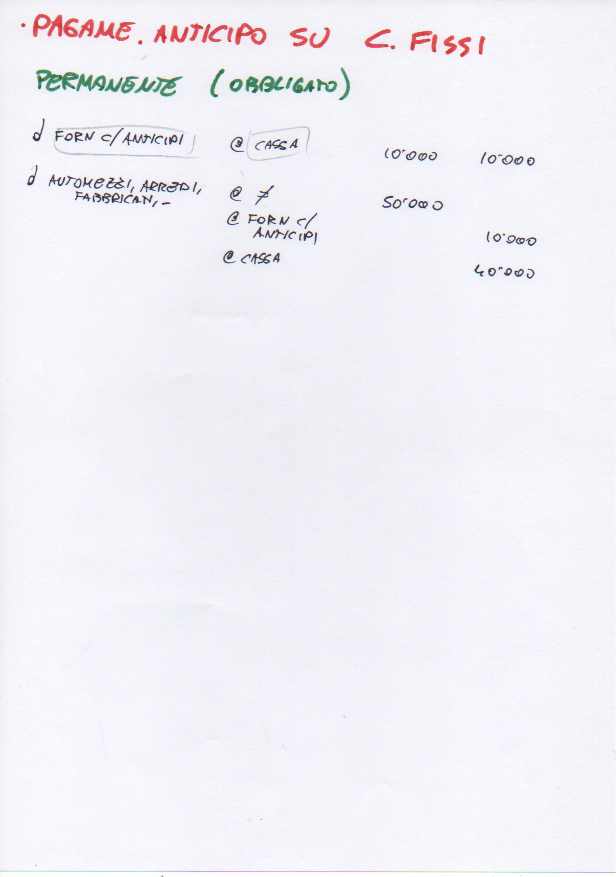 · PAGAME. ANTICIPO SU C. FISSI
PERMANENTE (OBBLIGATO)
d FORN C/ ANTICIPI @ CASSA 10'000 10'000
d AUTOMEZZI, ARREDI, @ ≠ 50'000
FABBRICATI, -
@ FORN C/
ANTICIPI 10'000
@ CASSA 40'000